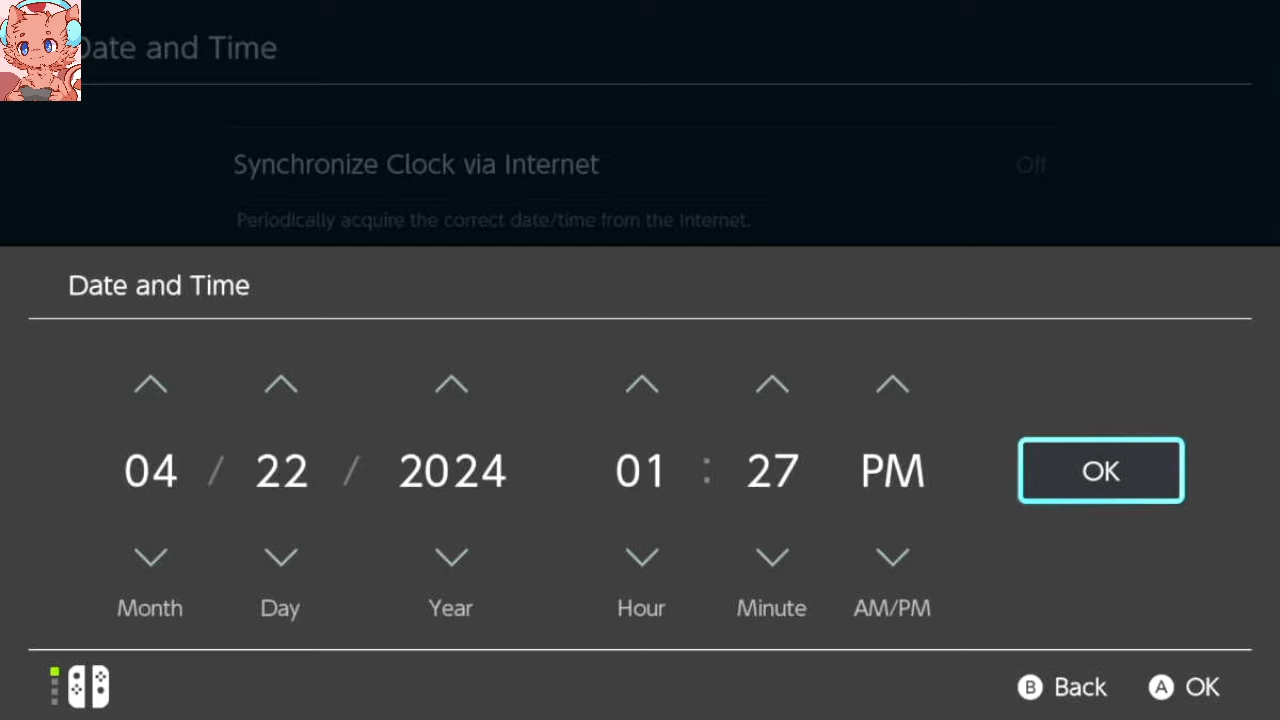 Date and Time
Synchronize Clock via Internet Off
Periodically acquire the correct date/time from the Internet.
Date and Time
04 / 22 / 2024 01 : 27 PM OK
Month Day Year Hour Minute AM/PM
B Back A OK